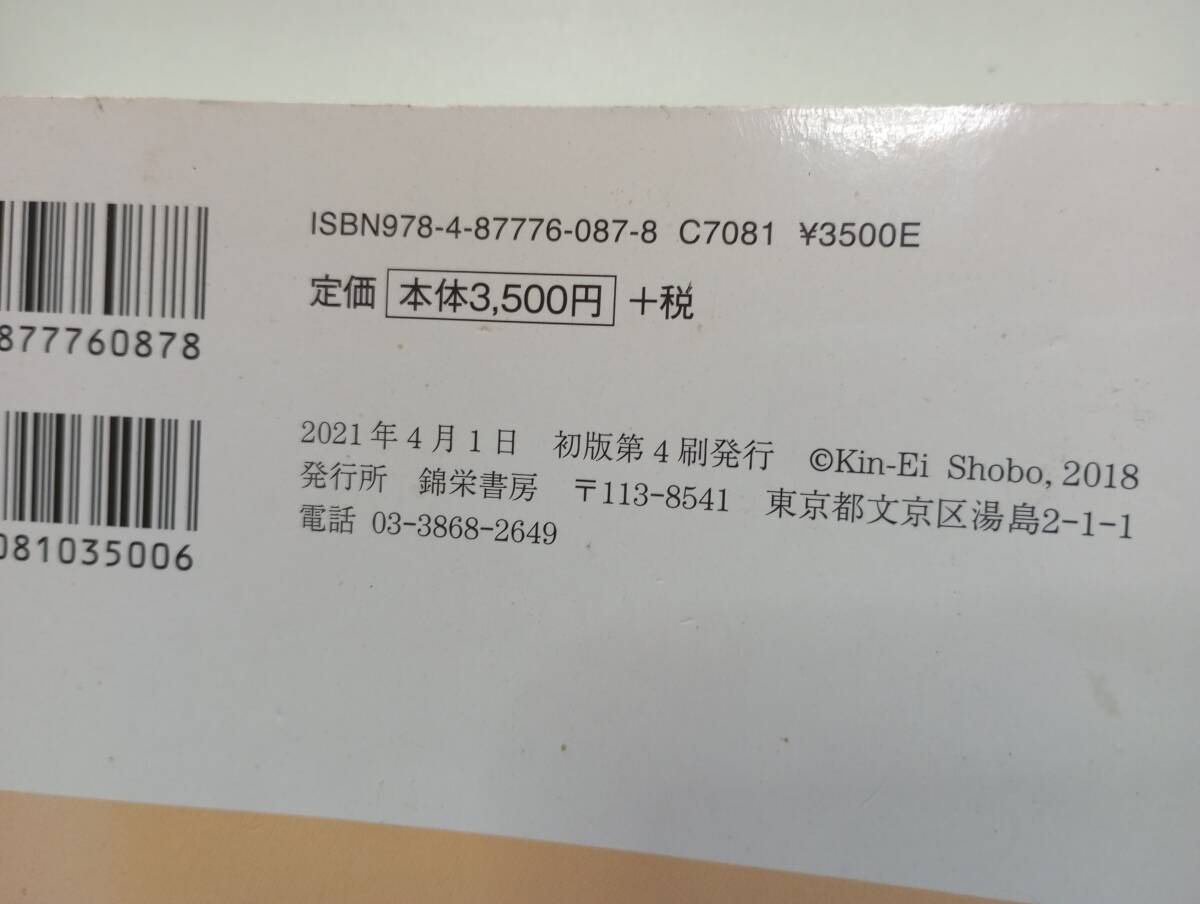 ISBN978-4-87776-087-8 C7081 ¥3500E
定価 本体3,500円 +税
877760878
2021年4月1日 初版第4刷発行 ©Kin-Ei Shobo, 2018
発行所 錦栄書房 〒113-8541 東京都文京区湯島2-1-1
電話 03-3868-2649
081035006